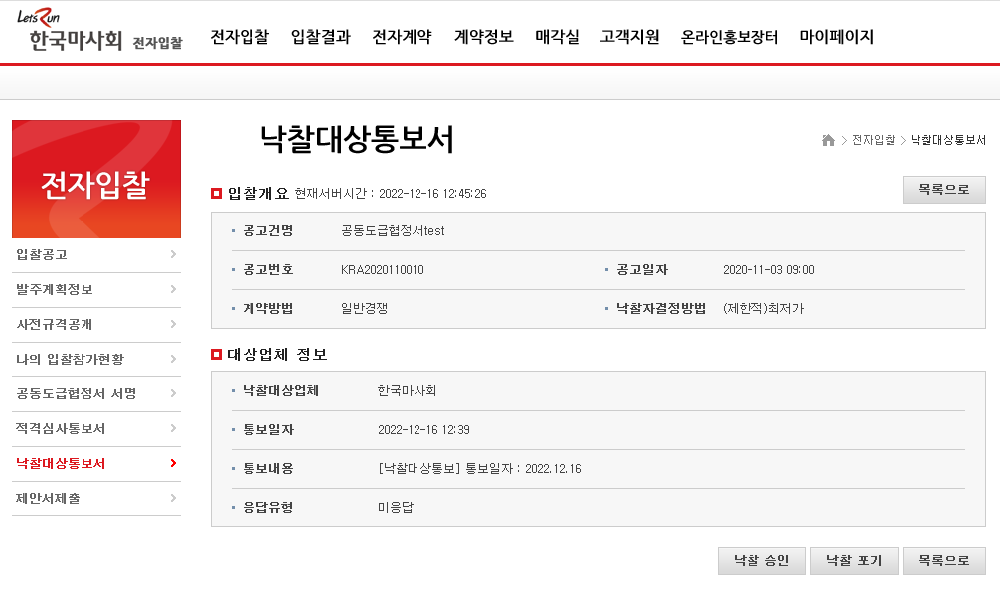 Let'sRun
한국마사회 전자입찰
전자입찰 입찰결과 전자계약 계약정보 매각실 고객지원 온라인홍보장터 마이페이지
전자입찰
입찰공고
발주계획정보
사전규격공개
나의 입찰참가현황
공동도급협정서 서명
적격심사통보서
낙찰대상통보서
제안서제출
낙찰대상통보서
전자입찰 낙찰대상통보서
입찰개요 현재서버시간 : 2022-12-16 12:45:26
목록으로
공고건명 공동도급협정서test
공고번호 KRA2020110010 공고일자 2020-11-03 09:00
계약방법 일반경쟁 낙찰자결정방법 (제한적)최저가
대상업체 정보
낙찰대상업체 한국마사회
통보일자 2022-12-16 12:39
통보내용 [낙찰대상통보] 통보일자 : 2022.12.16
응답유형 미응답
낙찰 승인 낙찰 포기 목록으로